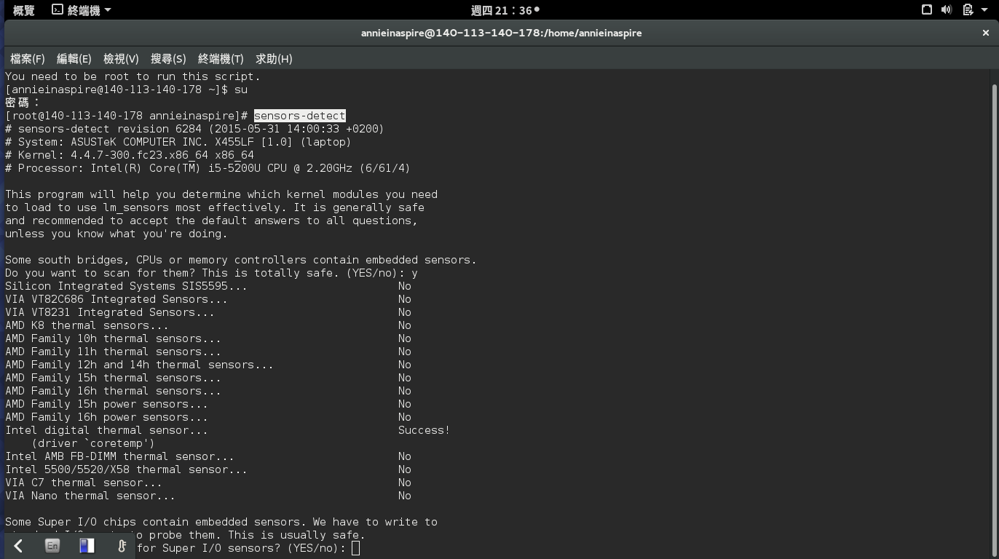 概覽 終端機 週四 21：36
annieinaspire@140-113-140-178:/home/annieinaspire
檔案(F) 編輯(E) 檢視(V) 搜尋(S) 終端機(T) 求助(H)
You need to be root to run this script.
[annieinaspire@140-113-140-178 ~]$ su
密碼：
[root@140-113-140-178 annieinaspire]# sensors-detect
# sensors-detect revision 6284 (2015-05-31 14:00:33 +0200)
# System: ASUSTeK COMPUTER INC. X455LF [1.0] (laptop)
# Kernel: 4.4.7-300.fc23.x86_64 x86_64
# Processor: Intel(R) Core(TM) i5-5200U CPU @ 2.20GHz (6/61/4)
This program will help you determine which kernel modules you need
to load to use lm_sensors most effectively. It is generally safe
and recommended to accept the default answers to all questions,
unless you know what you're doing.
Some south bridges, CPUs or memory controllers contain embedded sensors.
Do you want to scan for them? This is totally safe. (YES/no): y
Silicon Integrated Systems SIS5595... No
VIA VT82C686 Integrated Sensors... No
VIA VT8231 Integrated Sensors... No
AMD K8 thermal sensors... No
AMD Family 10h thermal sensors... No
AMD Family 11h thermal sensors... No
AMD Family 12h and 14h thermal sensors... No
AMD Family 15h thermal sensors... No
AMD Family 16h thermal sensors... No
AMD Family 15h power sensors... No
AMD Family 16h power sensors... No
Intel digital thermal sensor... Success!
(driver `coretemp')
Intel AMB FB-DIMM thermal sensor... No
Intel 5500/5520/X58 thermal sensor... No
VIA C7 thermal sensor... No
VIA Nano thermal sensor... No
Some Super I/O chips contain embedded sensors. We have to write to
to probe them. This is usually safe.
En for Super I/O sensors? (YES/no):